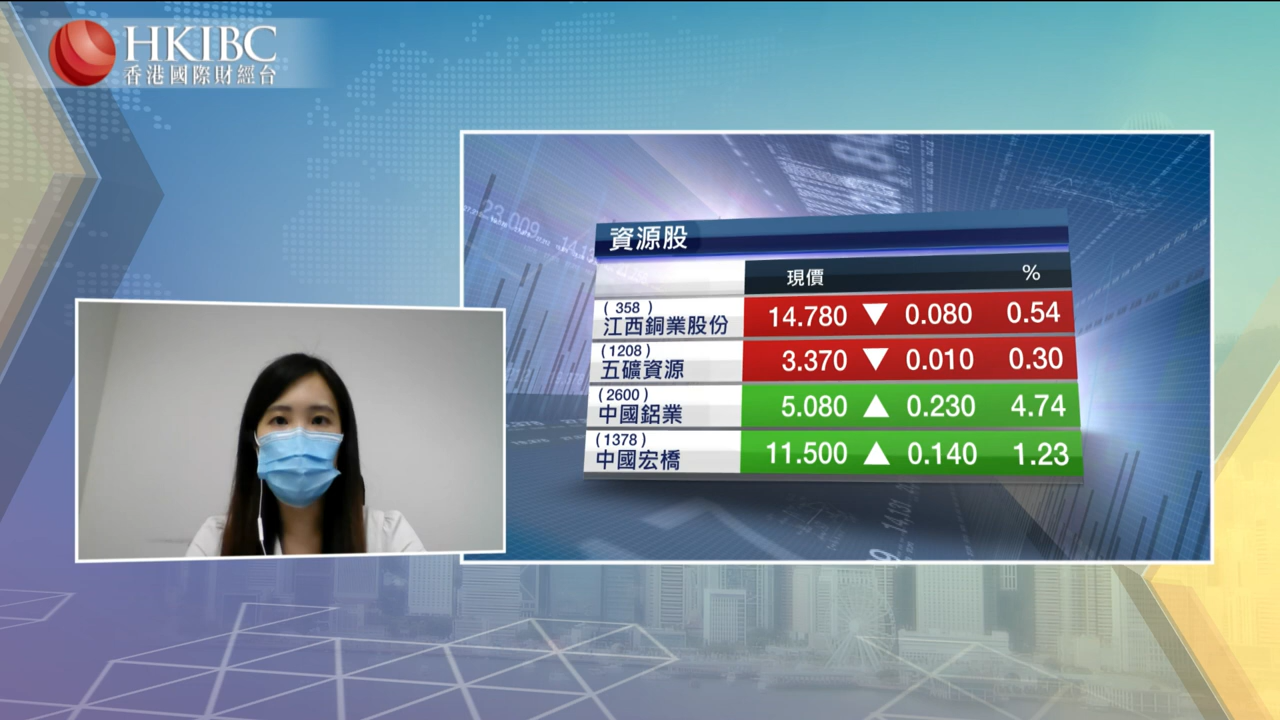 HKIBC
香港國際財經台
資源股
現價 %
( 358 )
江西銅業股份 14.780 ▼ 0.080 0.54
(1208)
五礦資源 3.370 ▼ 0.010 0.30
(2600)
中國鋁業 5.080 ▲ 0.230 4.74
(1378)
中國宏橋 11.500 ▲ 0.140 1.23
23.009